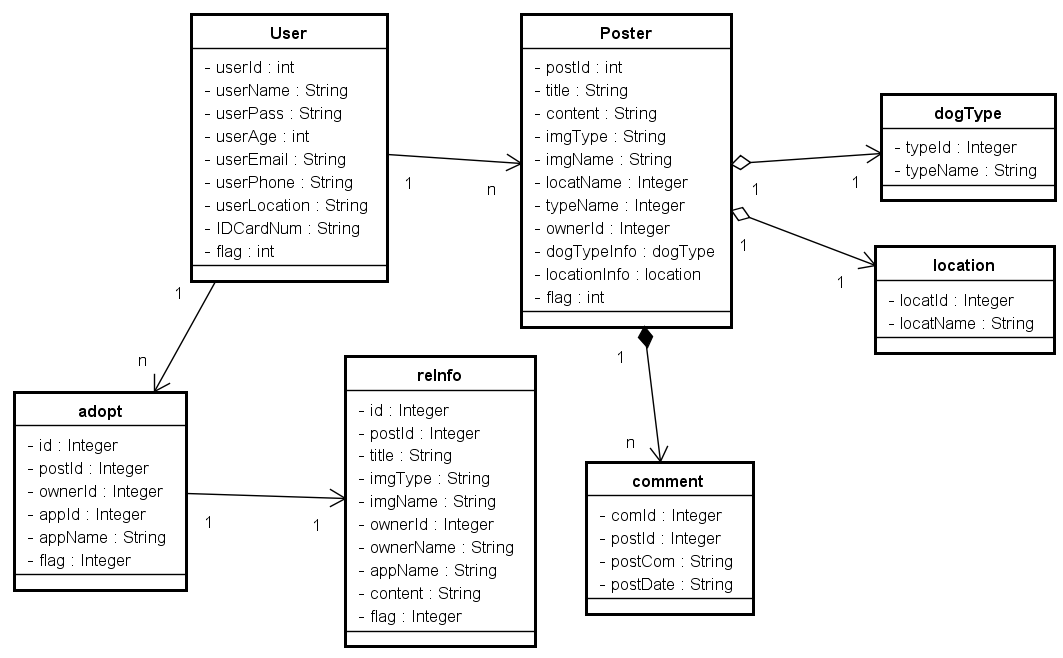 User
- userId : int
- userName : String
- userPass : String
- userAge : int
- userEmail : String
- userPhone : String
- userLocation : String
- IDCardNum : String
- flag : int
1
n
1
n
Poster
- postId : int
- title : String
- content : String
- imgType : String
- imgName : String
- locatName : Integer
- typeName : Integer
- ownerId : Integer
- dogTypeInfo : dogType
- locationInfo : location
- flag : int
1
1
1
1
1
n
dogType
- typeId : Integer
- typeName : String
location
- locatId : Integer
- locatName : String
adopt
- id : Integer
- postId : Integer
- ownerId : Integer
- appId : Integer
- appName : String
- flag : Integer
1
1
reInfo
- id : Integer
- postId : Integer
- title : String
- imgType : String
- imgName : String
- ownerId : Integer
- ownerName : String
- appName : String
- content : String
- flag : Integer
comment
- comId : Integer
- postId : Integer
- postCom : String
- postDate : String